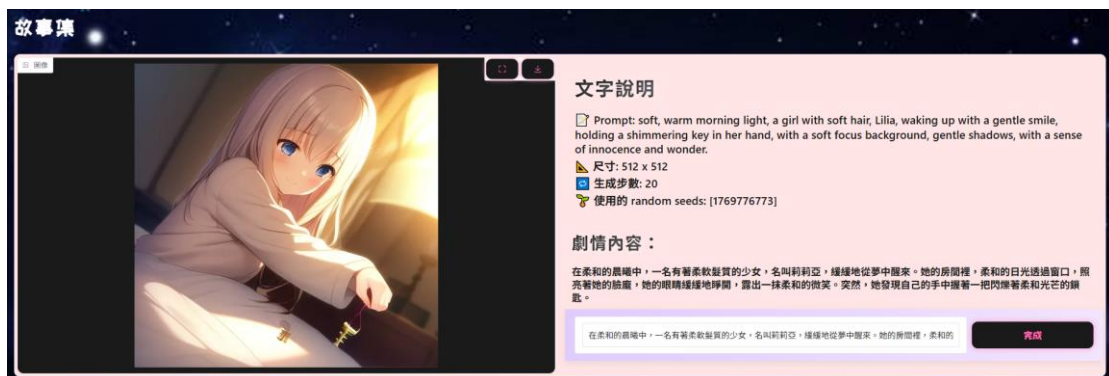 故事集
圖像
文字說明
📝 Prompt: soft, warm morning light, a girl with soft hair, Lilia, waking up with a gentle smile,
holding a shimmering key in her hand, with a soft focus background, gentle shadows, with a sense
of innocence and wonder.
📐 尺寸: 512 x 512
🔁 生成步數: 20
🌱 使用的 random seeds: [1769776773]
劇情內容：
在柔和的晨曦中，一名有著柔軟髮質的少女，名叫莉莉亞，緩緩地從夢中醒來。她的房間裡，柔和的日光透過窗口，照
亮著她的臉龐，她的眼睛緩緩地睜開，露出一抹柔和的微笑。突然，她發現自己的手中握著一把閃爍著柔和光芒的鑰
匙。
在柔和的晨曦中，一名有著柔軟髮質的少女，名叫莉莉亞，緩緩地從夢中醒來。她的房間裡，柔和的
完成